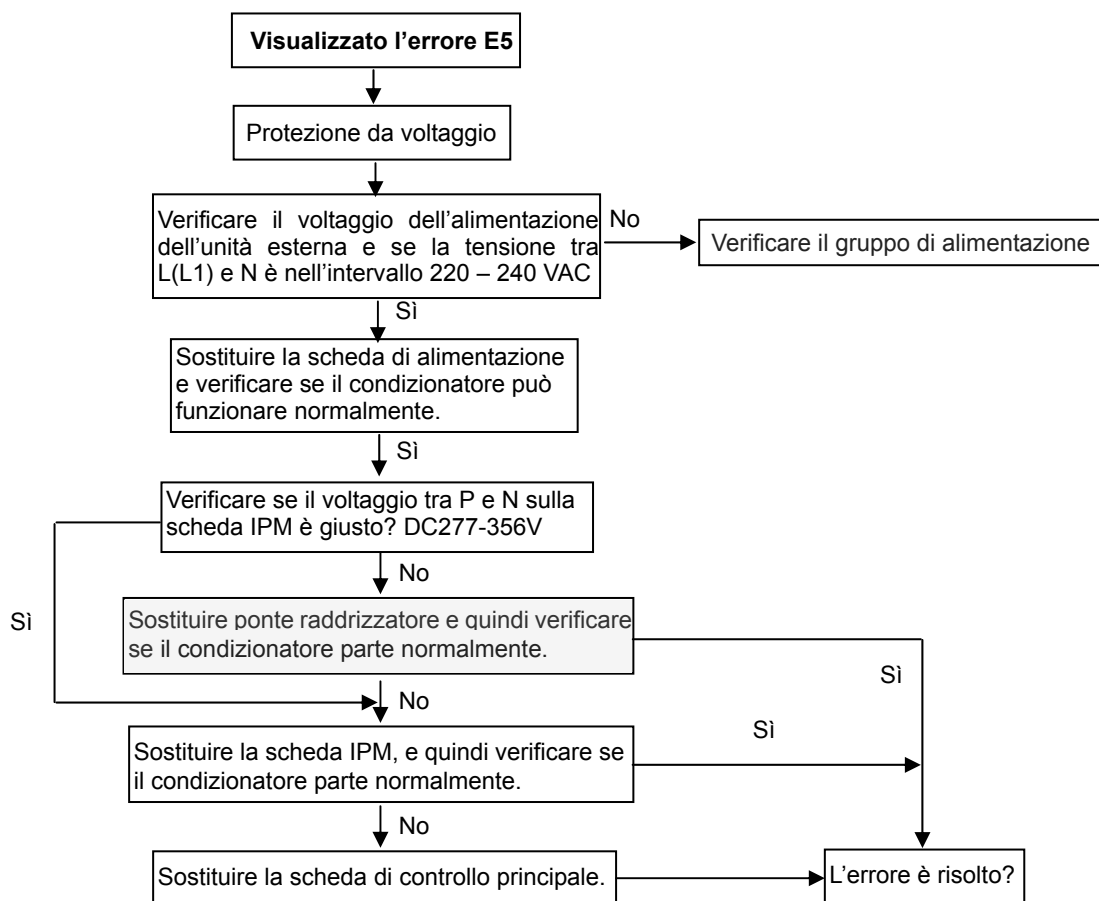 Visualizzato l'errore E5
Protezione da voltaggio
Verificare il voltaggio dell'alimentazione
dell'unità esterna e se la tensione tra
L(L1) e N è nell'intervallo 220 – 240 VAC
No
Verificare il gruppo di alimentazione
Sì
Sostituire la scheda di alimentazione
e verificare se il condizionatore può
funzionare normalmente.
Sì
Verificare se il voltaggio tra P e N sulla
scheda IPM è giusto? DC277-356V
No
Sì
Sostituire ponte raddrizzatore e quindi verificare
se il condizionatore parte normalmente.
Sì
No
Sostituire la scheda IPM, e quindi verificare se
il condizionatore parte normalmente.
Sì
No
Sostituire la scheda di controllo principale.
L'errore è risolto?